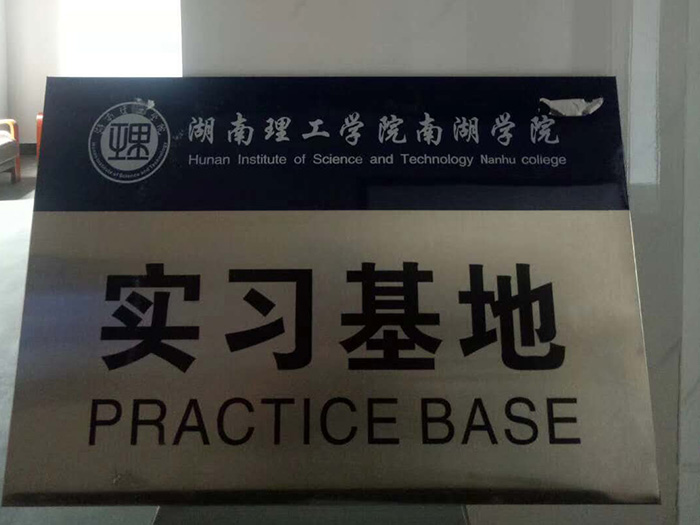 湖南理工学院南湖学院
Hunan Institute of Science and Technology Nanhu college
实习基地
PRACTICE BASE